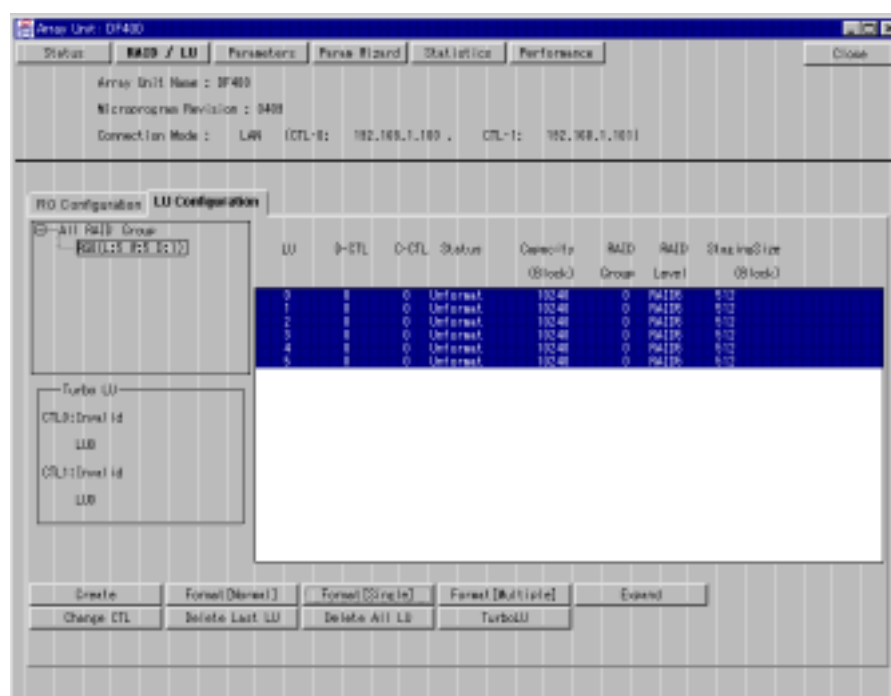 Array Unit : DF400
Status RAID / LU Parameters Param Wizard Statistics Performance Close
Array Unit Name : DF400
Microprogram Revision : 0409
Connection Mode : LAN (CTL-0: 192.168.1.100 , CTL-1: 192.168.1.101)
RG Configuration LU Configuration
All RAID Group
LU D-CTL C-CTL Status Capacity RAID RAID StagingSize
(Block) Group Level (Block)
0 0 0 Unformat 10240 0 RAID5 512
1 0 0 Unformat 10240 0 RAID5 512
2 0 0 Unformat 10240 0 RAID5 512
3 0 0 Unformat 10240 0 RAID5 512
4 0 0 Unformat 10240 0 RAID5 512
5 0 0 Unformat 10240 0 RAID5 512
Turbo LU
CTL0:Invalid
LU0
CTL1:Invalid
LU0
Create Format[Normal] Format[Single] Format[Multiple] Expand
Change CTL Delete Last LU Delete All LU TurboLU